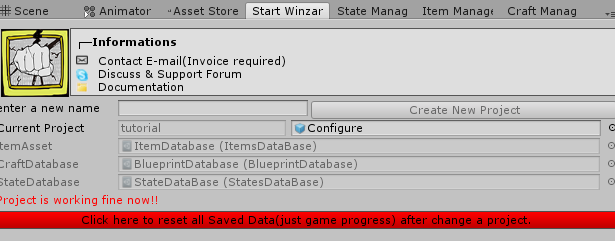 Scene Animator Asset Store Start Winzar State Manag Item Manage Craft Manag
Informations
Contact E-mail(Invoice required)
Discuss & Support Forum
Documentation
enter a new name Create New Project
Current Project tutorial Configure
temAsset ItemDatabase (ItemsDataBase)
CraftDatabase BlueprintDatabase (BlueprintDatabase)
StateDatabase StateDataBase (StatesDataBase)
Project is working fine now!!
Click here to reset all Saved Data(just game progress) after change a project.